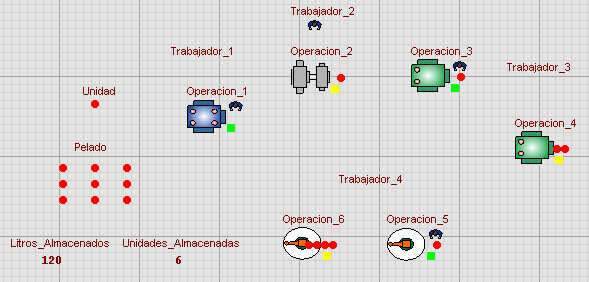 Trabajador_2
Trabajador_1
Operacion_2
Operacion_3
Trabajador_3
Unidad
Operacion_1
Operacion_4
Pelado
Trabajador_4
Operacion_6
Operacion_5
Litros_Almacenados
Unidades_Almacenadas
120
6